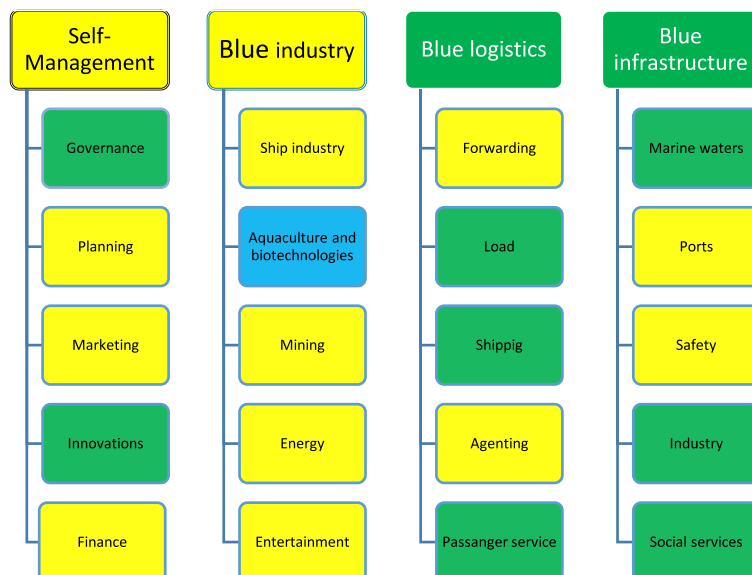 Self-
Management
Governance
Planning
Marketing
Innovations
Finance
Blue industry
Ship industry
Aquaculture and
biotechnologies
Mining
Energy
Entertainment
Blue logistics
Forwarding
Load
Shippig
Agenting
Passanger service
Blue
infrastructure
Marine waters
Ports
Safety
Industry
Social services